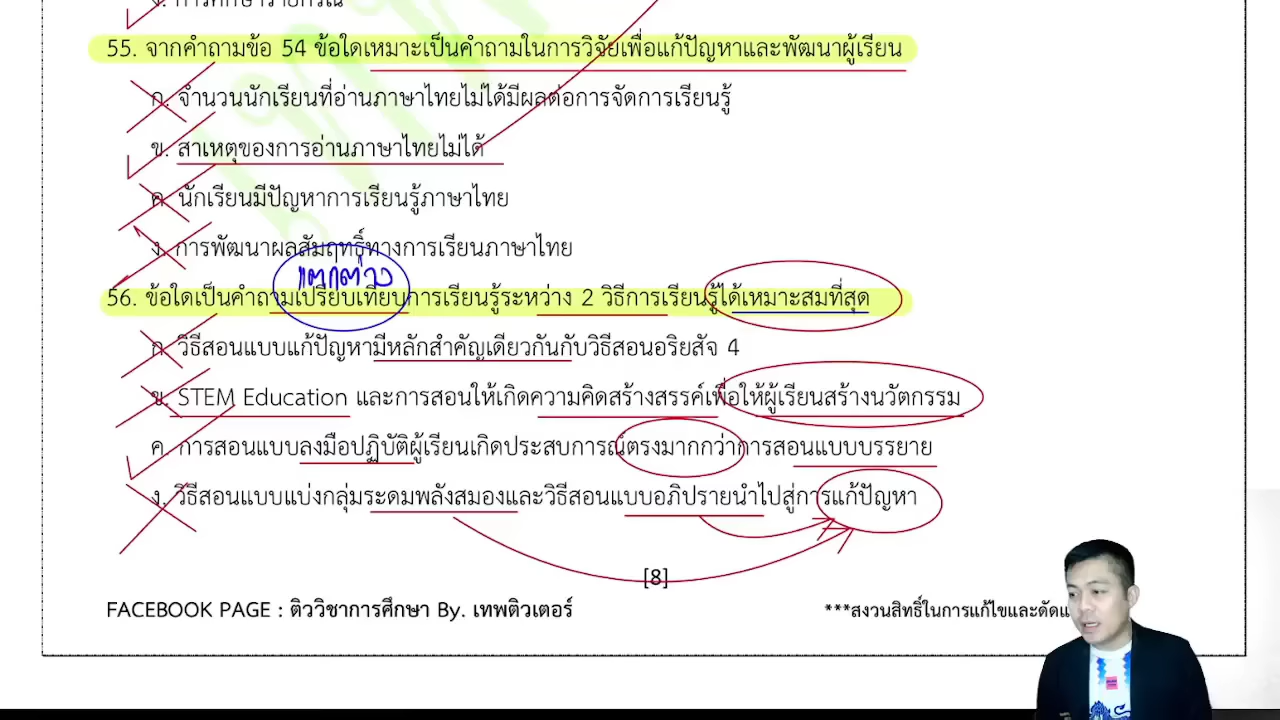 ง. การศึกษารายกรณี
55. จากคำถามข้อ 54 ข้อใดเหมาะเป็นคำถามในการวิจัยเพื่อแก้ปัญหาและพัฒนาผู้เรียน
ก. จำนวนนักเรียนที่อ่านภาษาไทยไม่ได้มีผลต่อการจัดการเรียนรู้
ข. สาเหตุของการอ่านภาษาไทยไม่ได้
ค. นักเรียนมีปัญหาการเรียนรู้ภาษาไทย
ง. การพัฒนาผลสัมฤทธิ์ทางการเรียนภาษาไทย
แตกต่าง
56. ข้อใดเป็นคำถามเปรียบเทียบการเรียนรู้ระหว่าง 2 วิธีการเรียนรู้ได้เหมาะสมที่สุด
ก. วิธีสอนแบบแก้ปัญหามีหลักสำคัญเดียวกันกับวิธีสอนอริยสัจ 4
ข. STEM Education และการสอนให้เกิดความคิดสร้างสรรค์เพื่อให้ผู้เรียนสร้างนวัตกรรม
ค. การสอนแบบลงมือปฏิบัติผู้เรียนเกิดประสบการณ์ตรงมากกว่าการสอนแบบบรรยาย
ง. วิธีสอนแบบแบ่งกลุ่มระดมพลังสมองและวิธีสอนแบบอภิปรายนำไปสู่การแก้ปัญหา
[8]
FACEBOOK PAGE : ติววิชาการศึกษา By. เทพติวเตอร์
***สงวนสิทธิ์ในการแก้ไขและดัดแ